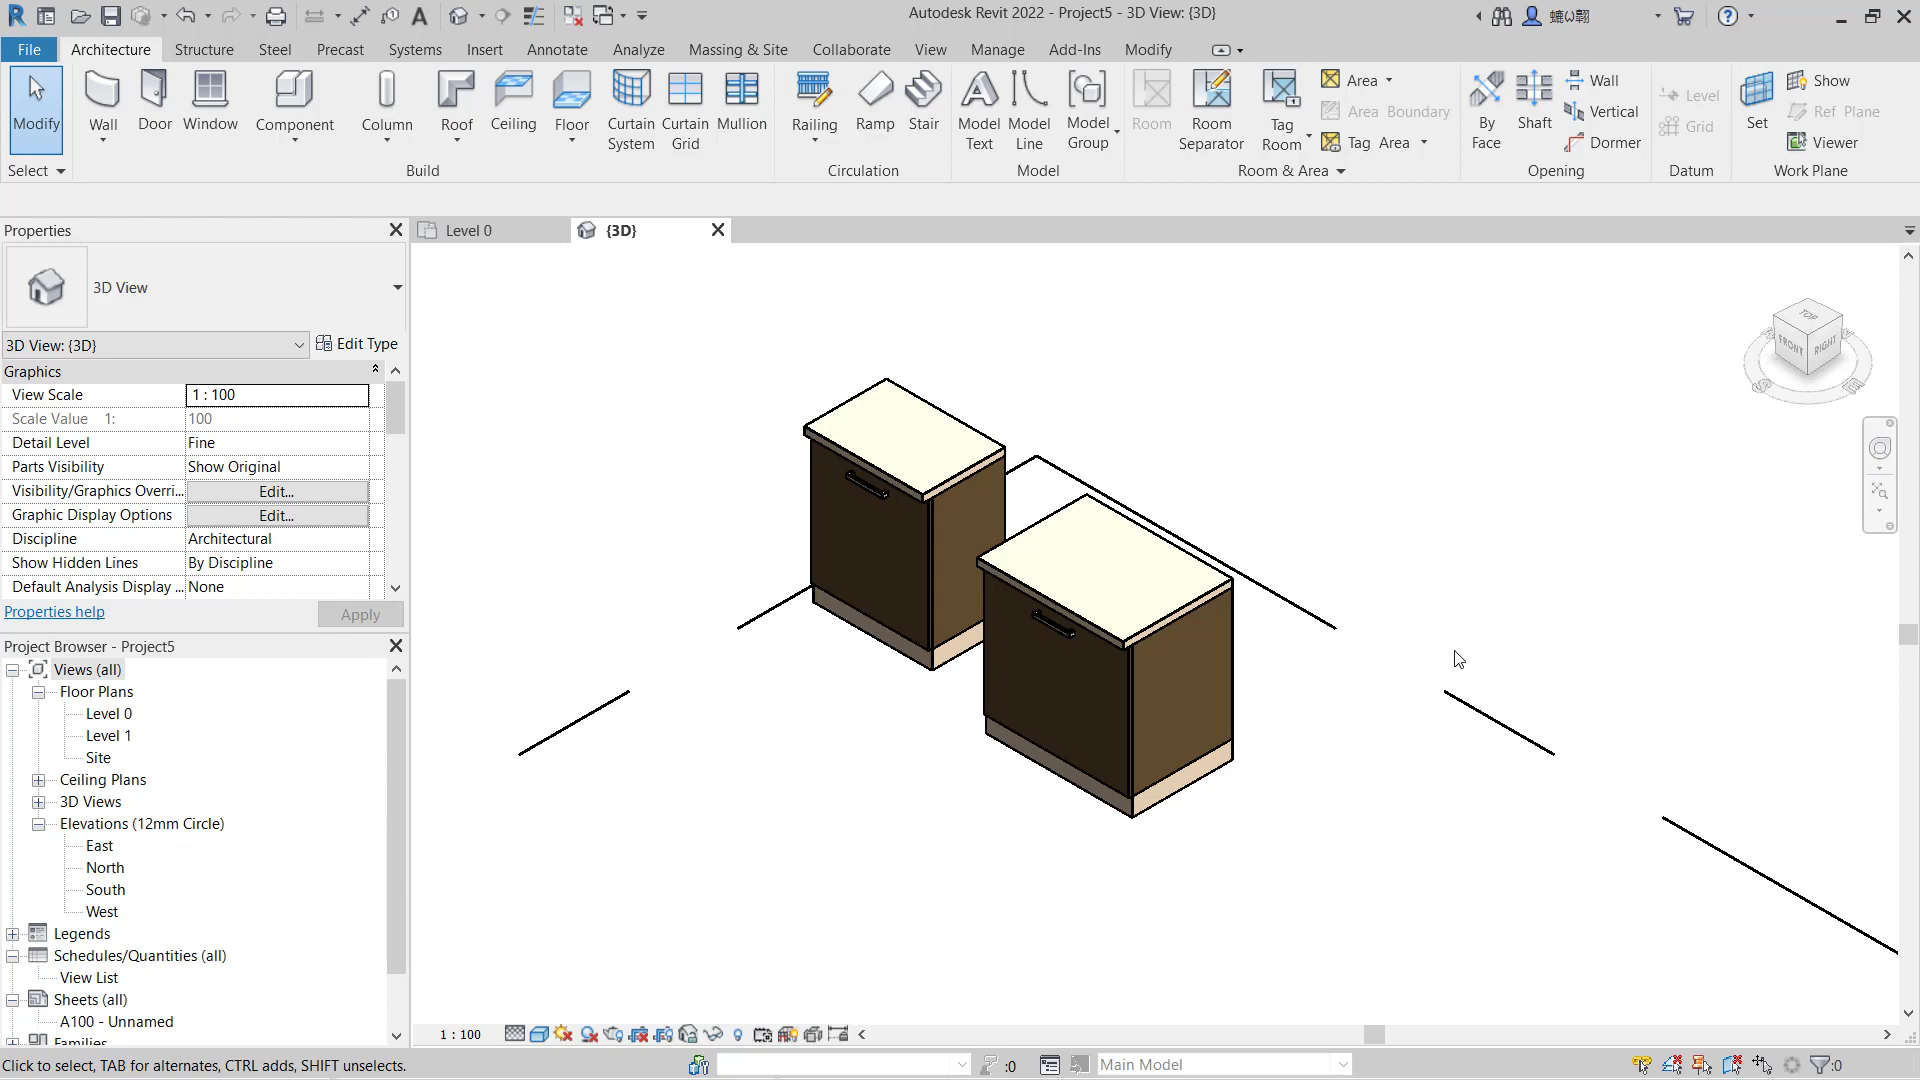 Autodesk Revit 2022 - Project5 - 3D View: {3D}
File Architecture Structure Steel Precast Systems Insert Annotate Analyze Massing & Site Collaborate View Manage Add-Ins Modify
Modify Wall Door Window Component Column Roof Ceiling Floor Curtain System Curtain Grid Mullion Railing Ramp Stair Model Text Model Line Model Group Room Room Separator Tag Room By Face Shaft Set
Area Wall Level Show
Area Boundary Vertical Grid Ref Plane
Tag Area Dormer Viewer
Select Build Circulation Model Room & Area Opening Datum Work Plane
Properties
Level 0 {3D}
3D View
3D View: {3D} Edit Type
Graphics
View Scale 1 : 100
Scale Value 1: 100
Detail Level Fine
Parts Visibility Show Original
Visibility/Graphics Overri... Edit...
Graphic Display Options Edit...
Discipline Architectural
Show Hidden Lines By Discipline
Default Analysis Display ... None
Properties help Apply
Project Browser - Project5
Views (all)
Floor Plans
Level 0
Level 1
Site
Ceiling Plans
3D Views
Elevations (12mm Circle)
East
North
South
West
Legends
Schedules/Quantities (all)
View List
Sheets (all)
A100 - Unnamed
Families
TOP
FRONT RIGHT
S E
1 : 100
Click to select, TAB for alternates, CTRL adds, SHIFT unselects.
:0
Main Model
:0